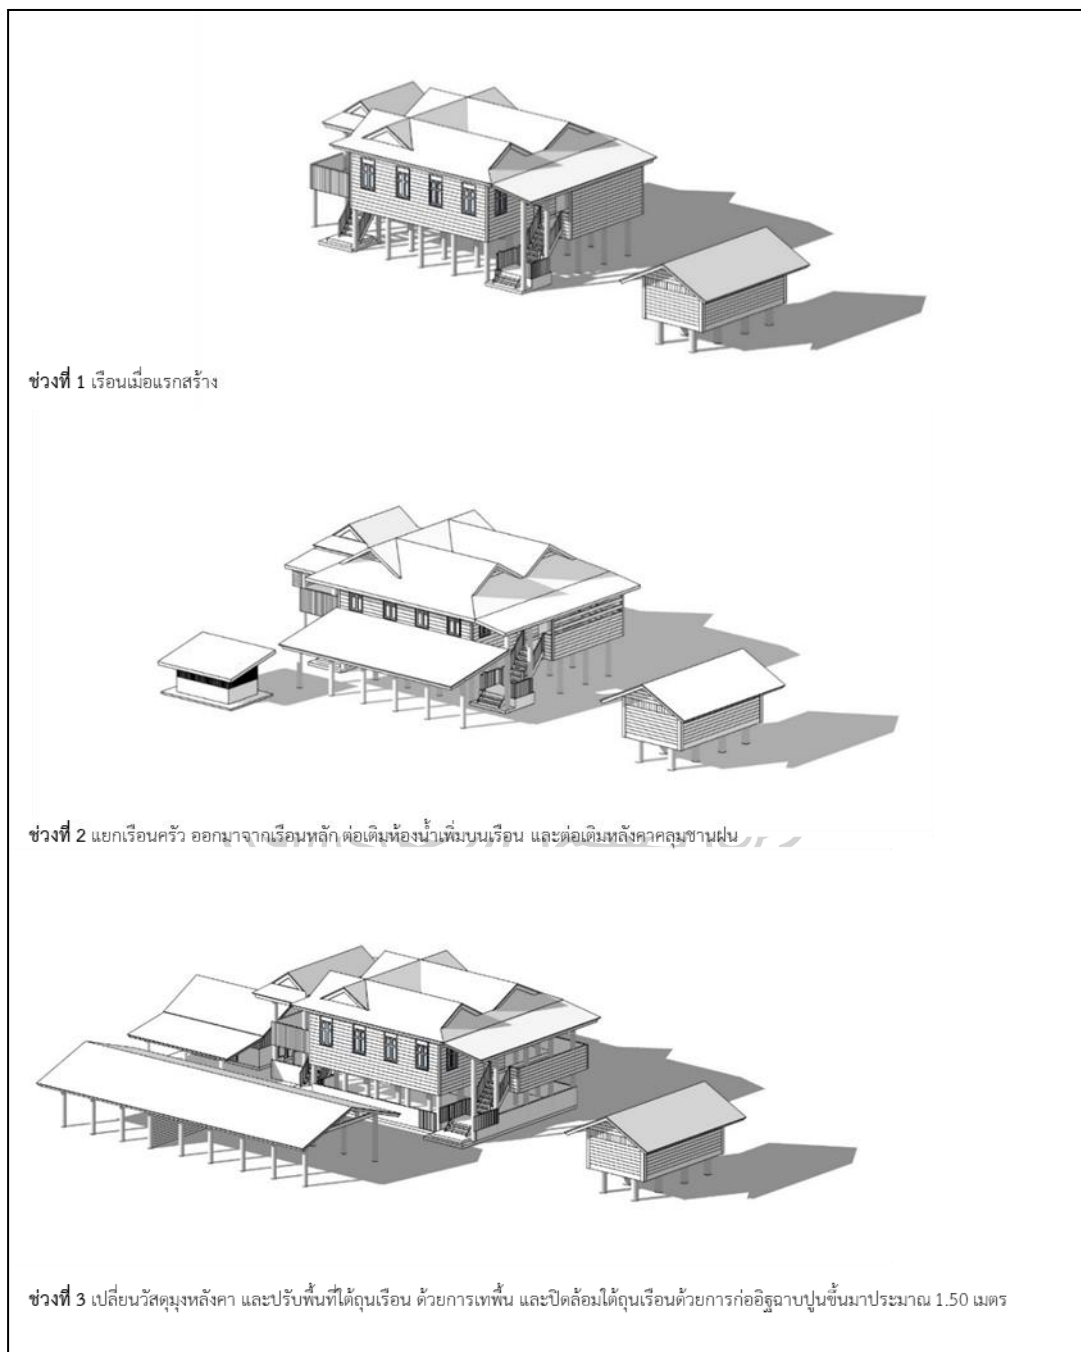 ช่วงที่ 1 เรือนเมื่อแรกสร้าง
ช่วงที่ 2 แยกเรือนครัว ออกมาจากเรือนหลัก ต่อเติมห้องน้ำเพิ่มบนเรือน และต่อเติมหลังคาคลุมชานฝน
ช่วงที่ 3 เปลี่ยนวัสดุมุงหลังคา และปรับพื้นที่ใต้ถุนเรือน ด้วยการเทพื้น และปิดล้อมใต้ถุนเรือนด้วยการก่ออิฐฉาบปูนขึ้นมาประมาณ 1.50 เมตร